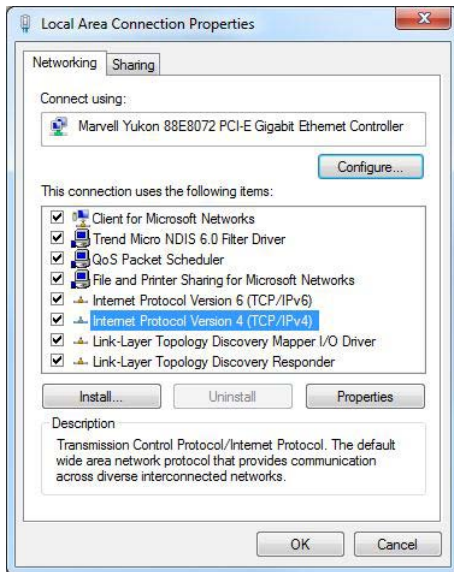 Local Area Connection Properties
Networking
Sharing
Connect using:
Marvell Yukon 88E8072 PCI-E Gigabit Ethernet Controller
Configure...
This connection uses the following items:
Client for Microsoft Networks
Trend Micro NDIS 6.0 Filter Driver
QoS Packet Scheduler
File and Printer Sharing for Microsoft Networks
Internet Protocol Version 6 (TCP/IPv6)
Internet Protocol Version 4 (TCP/IPv4)
Link-Layer Topology Discovery Mapper I/O Driver
Link-Layer Topology Discovery Responder
Install...
Uninstall
Properties
Description
Transmission Control Protocol/Internet Protocol. The default
wide area network protocol that provides communication
across diverse interconnected networks.
OK
Cancel